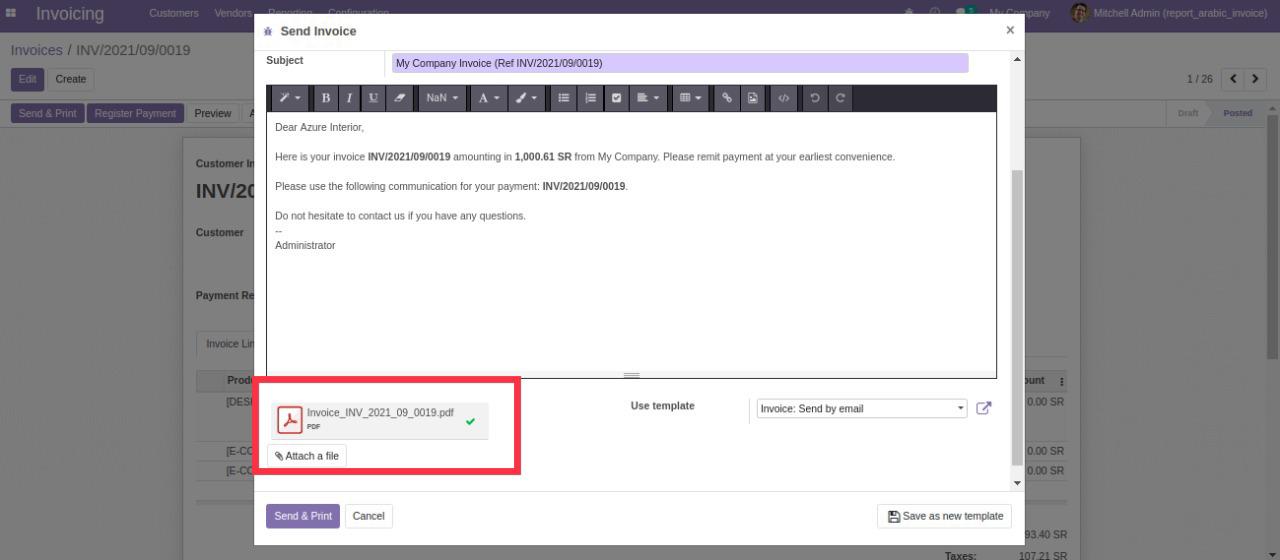 Invoicing Customers Vendors Reporting Configuration 5 My Company Mitchell Admin (report_arabic_invoice)
Invoices / INV/2021/09/0019
Edit Create 1 / 26
Send & Print Register Payment Preview A Draft Posted
Customer In
INV/20
Customer
Payment Re
Invoice Lin
Produ ount
[DESK 0.00 SR
[E-CO 0.00 SR
[E-CO 0.00 SR
93.40 SR
Taxes: 107.21 SR
Send Invoice ×
Subject My Company Invoice (Ref INV/2021/09/0019)
B I U NaN A </>
Dear Azure Interior,
Here is your invoice INV/2021/09/0019 amounting in 1,000.61 SR from My Company. Please remit payment at your earliest convenience.
Please use the following communication for your payment: INV/2021/09/0019.
Do not hesitate to contact us if you have any questions.
--
Administrator
Invoice_INV_2021_09_0019.pdf
PDF
Attach a file
Use template Invoice: Send by email
Send & Print Cancel Save as new template